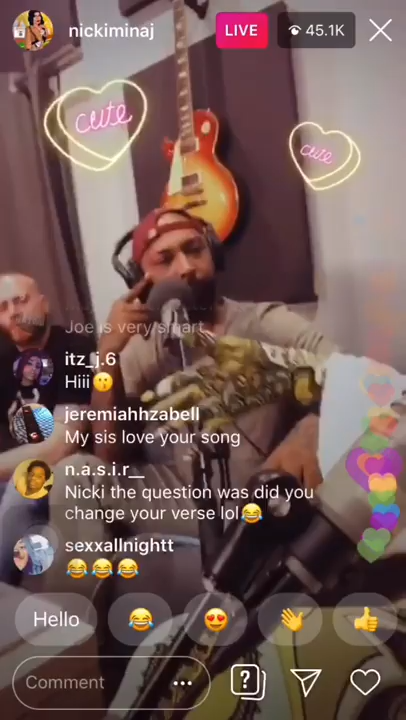 nickiminaj
LIVE
45.1K
cute
cute
Joe is very smart
itz_j.6
Hiii🤫
jeremiahhzabell
My sis love your song
n.a.s.i.r__
Nicki the question was did you
change your verse lol😂
sexxallnightt
😂😂😂
Hello
Comment